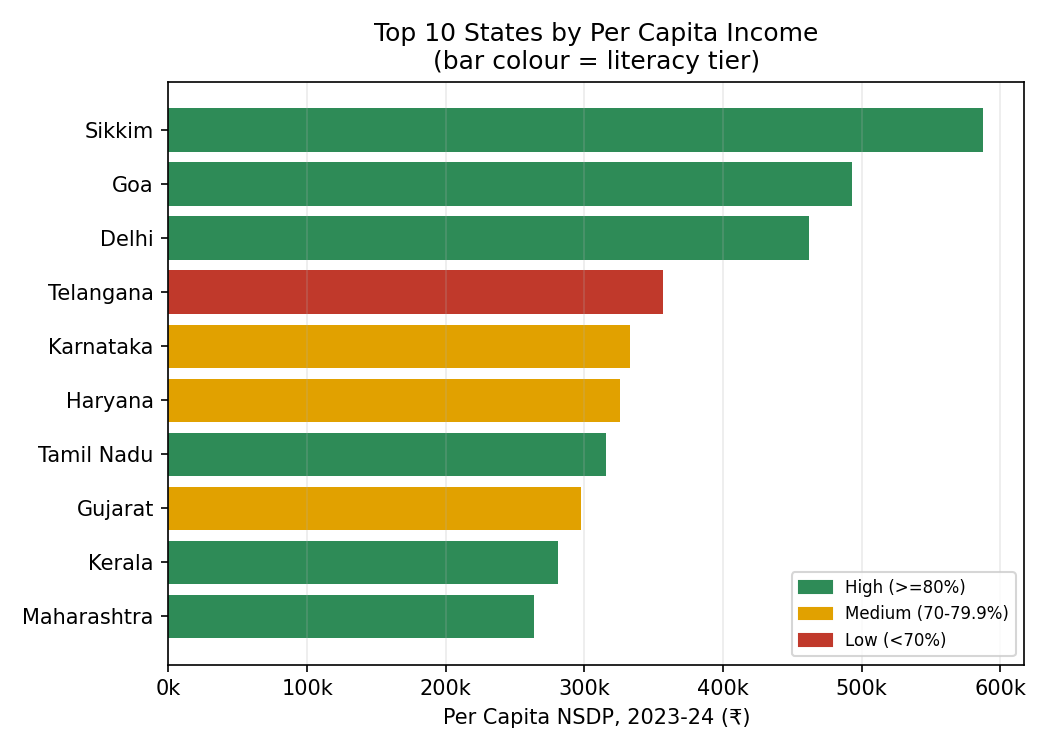 Top 10 States by Per Capita Income
(bar colour = literacy tier)
Sikkim
Goa
Delhi
Telangana
Karnataka
Haryana
Tamil Nadu
Gujarat
Kerala
Maharashtra
High (>=80%)
Medium (70-79.9%)
Low (<70%)
0k 100k 200k 300k 400k 500k 600k
Per Capita NSDP, 2023-24 (₹)